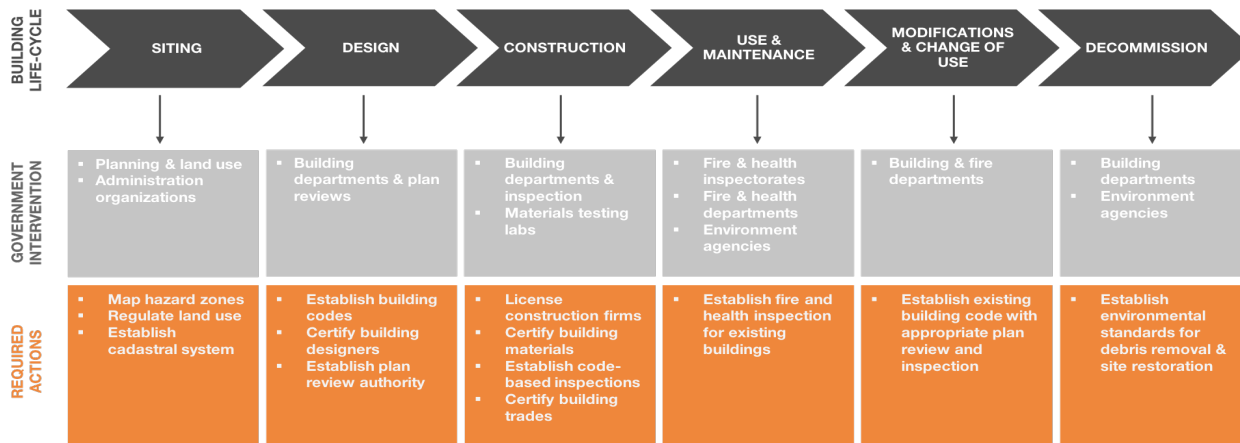 BUILDING
LIFE-CYCLE
SITING
DESIGN
CONSTRUCTION
USE &
MAINTENANCE
MODIFICATIONS
& CHANGE OF
USE
DECOMMISSION
GOVERNMENT
INTERVENTION
▪ Planning & land use
▪ Administration
organizations
▪ Building
departments & plan
reviews
▪ Building
departments &
inspection
▪ Materials testing
labs
▪ Fire & health
inspectorates
▪ Fire & health
departments
▪ Environment
agencies
▪ Building & fire
departments
▪ Building
departments
▪ Environment
agencies
REQUIRED
ACTIONS
▪ Map hazard zones
▪ Regulate land use
▪ Establish
cadastral system
▪ Establish building
codes
▪ Certify building
designers
▪ Establish plan
review authority
▪ License
construction firms
▪ Certify building
materials
▪ Establish code-
based inspections
▪ Certify building
trades
▪ Establish fire and
health inspection
for existing
buildings
▪ Establish existing
building code with
appropriate plan
review and
inspection
▪ Establish
environmental
standards for
debris removal &
site restoration